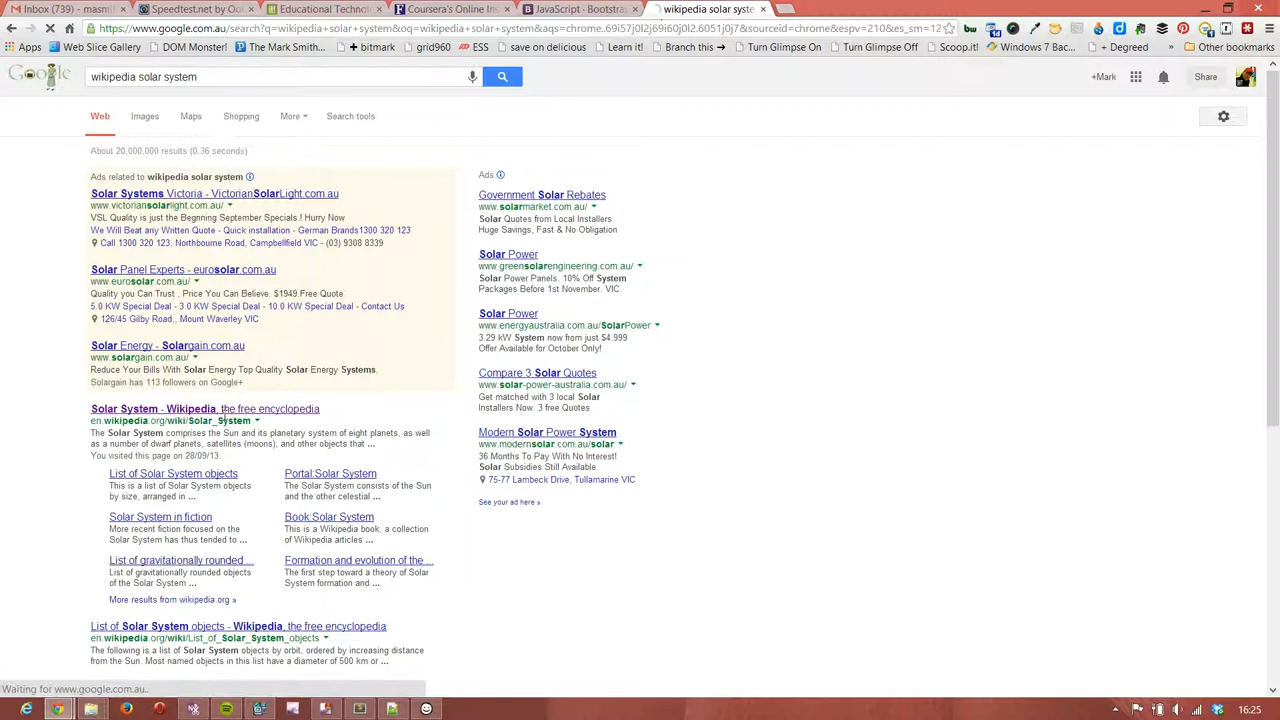 Inbox (739) - masmil
Speedtest.net by Oo
Educational Technolo
Coursera's Online In
JavaScript · Bootstrap
wikipedia solar syste
https://www.google.com.au/search?q=wikipedia+solar+system&oq=wikipedia+solar+system&aqs=chrome..69i57j0l2j69i60j0l2.6051j0j7&sourceid=chrome&espv=210&es_sm=12
Web Slice Gallery
DOM Monster!
The Mark Smith...
+ bitmark
grid960
ESS
save on delicious
Learn it!
Branch this →
Turn Glimpse On
Scoop.it!
Windows 7 Bac
+ Degreed
Other bookmarks
Google
wikipedia solar system
+Mark
Share
Web
Images
Maps
Shopping
More
Search tools
About 20,000,000 results (0.36 seconds)
Ads related to wikipedia solar system
Solar Systems Victoria - VictorianSolarLight.com.au
www.victoriansolarlight.com.au/
VSL Quality is just the Begnning September Specials.! Hurry Now
We Will Beat any Written Quote - Quick installation - German Brands1300 320 123
Call 1300 320 123, Northbourne Road, Campbellfield VIC - (03) 9308 8339
Solar Panel Experts - eurosolar.com.au
www.eurosolar.com.au/
Quality you Can Trust , Price You Can Believe. $1949.Free Quote
5.0 KW Special Deal - 3.0 KW Special Deal - 10.0 KW Special Deal - Contact Us
126/45 Gilby Road,, Mount Waverley VIC
Solar Energy - Solargain.com.au
www.solargain.com.au/
Reduce Your Bills With Solar Energy Top Quality Solar Energy Systems.
Solargain has 113 followers on Google+
Solar System - Wikipedia, the free encyclopedia
en.wikipedia.org/wiki/Solar_System
The Solar System comprises the Sun and its planetary system of eight planets, as well
as a number of dwarf planets, satellites (moons), and other objects that ...
You visited this page on 28/09/13.
List of Solar System objects
This is a list of Solar System objects
by size, arranged in ...
Portal:Solar System
The Solar System consists of the Sun
and the other celestial ...
Solar System in fiction
More recent fiction focused on the
Solar System has thus tended to ...
Book:Solar System
This is a Wikipedia book, a collection
of Wikipedia articles ...
List of gravitationally rounded ...
List of gravitationally rounded objects
of the Solar System ...
Formation and evolution of the ...
The first step toward a theory of Solar
System formation and ...
More results from wikipedia.org »
List of Solar System objects - Wikipedia, the free encyclopedia
en.wikipedia.org/wiki/List_of_Solar_System_objects
The following is a list of Solar System objects by orbit, ordered by increasing distance
from the Sun. Most named objects in this list have a diameter of 500 km or ...
Ads
Government Solar Rebates
www.solarmarket.com.au/
Solar Quotes from Local Installers
Huge Savings, Fast & No Obligation
Solar Power
www.greensolarengineering.com.au/
Solar Power Panels. 10% Off System
Packages Before 1st November. VIC.
Solar Power
www.energyaustralia.com.au/SolarPower
3.29 kW System now from just $4,999
Offer Available for October Only!
Compare 3 Solar Quotes
www.solar-power-australia.com.au/
Get matched with 3 local Solar
Installers Now. 3 free Quotes
Modern Solar Power System
www.modernsolar.com.au/solar
36 Months To Pay With No Interest!
Solar Subsidies Still Available.
75-77 Lambeck Drive, Tullamarine VIC
See your ad here »
Waiting for www.google.com.au..
16:25